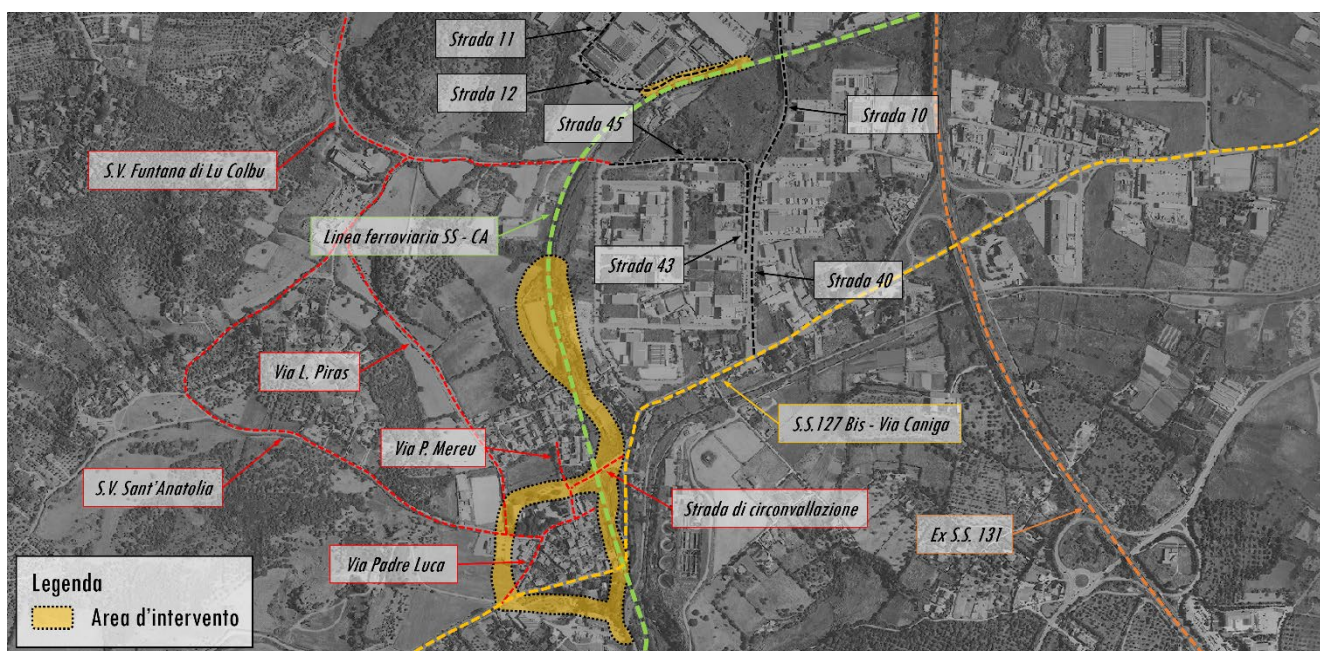 Strada 11
Strada 12
Strada 45
Strada 10
S.V. Funtana di Lu Colbu
Linea ferroviaria SS - CA
Strada 43
Strada 40
Via L. Piras
S.S.127 Bis - Via Caniga
Via P. Mereu
S.V. Sant'Anatolia
Strada di circonvallazione
Ex S.S. 131
Via Padre Luca
Legenda
Area d'intervento